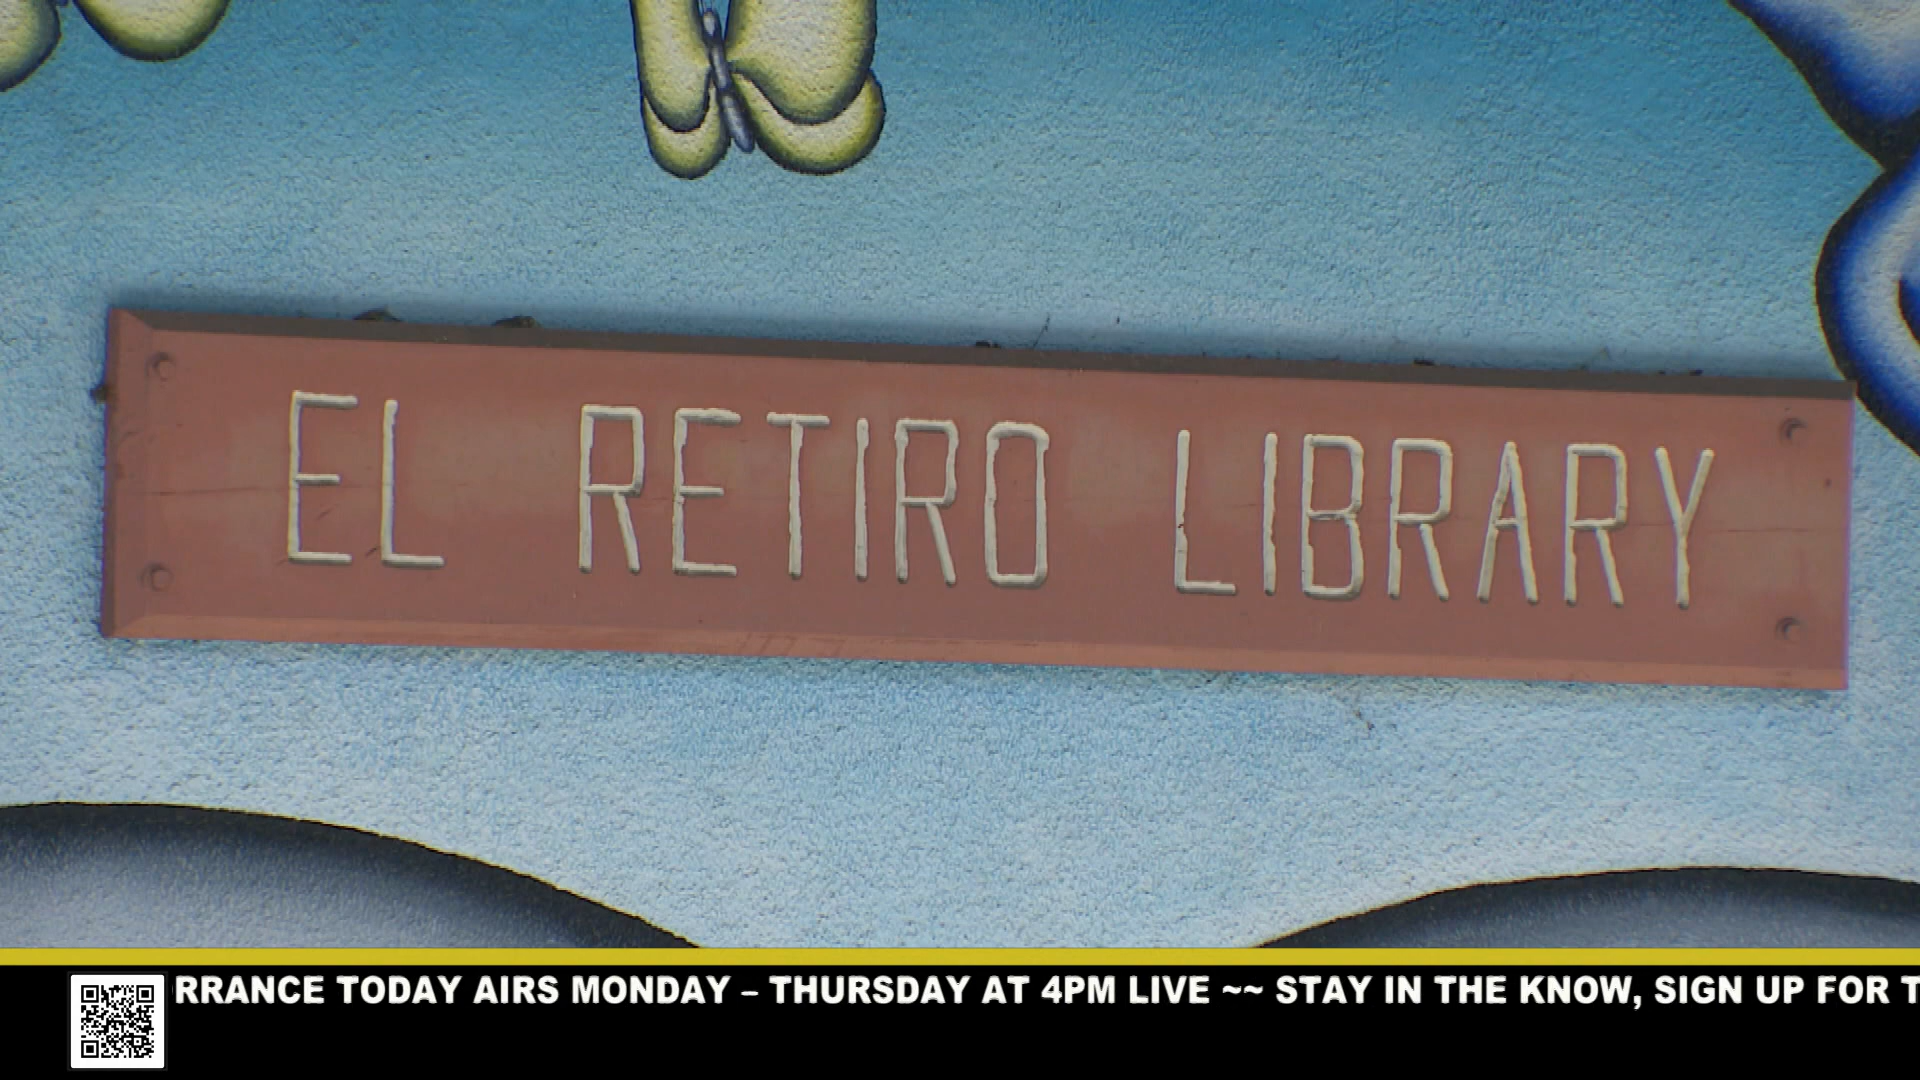 EL RETIRO LIBRARY
RRANCE TODAY AIRS MONDAY – THURSDAY AT 4PM LIVE ~~ STAY IN THE KNOW, SIGN UP FOR T